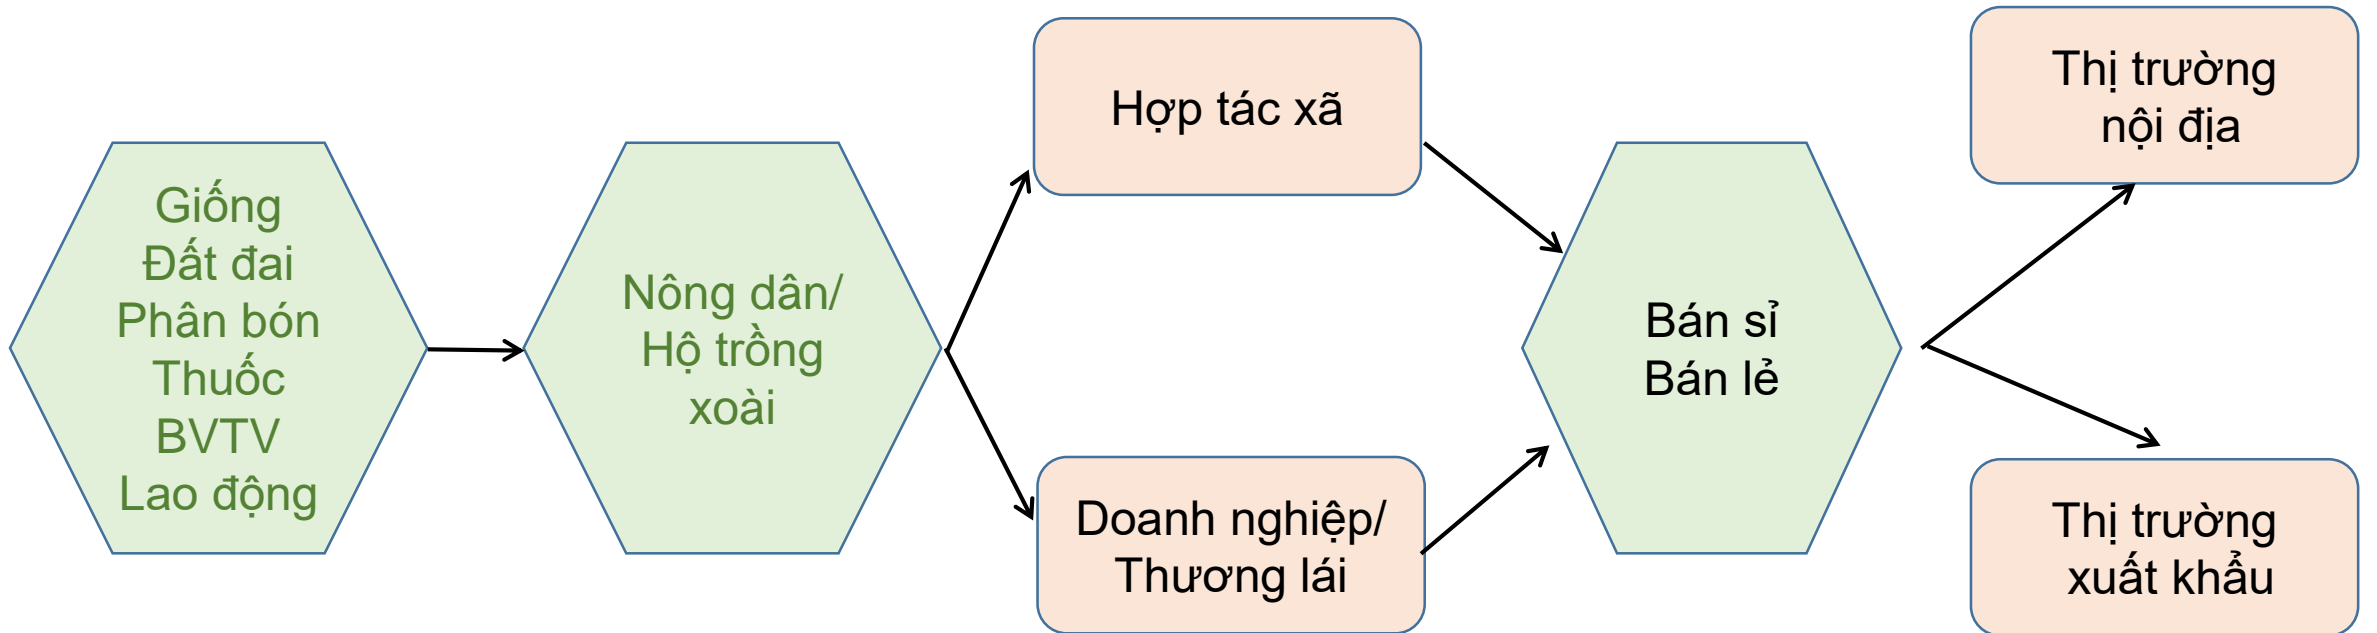 Giống
Đất đai
Phân bón
Thuốc
BVTV
Lao động
Nông dân/
Hộ trồng
xoài
Hợp tác xã
Doanh nghiệp/
Thương lái
Bán sỉ
Bán lẻ
Thị trường
nội địa
Thị trường
xuất khẩu